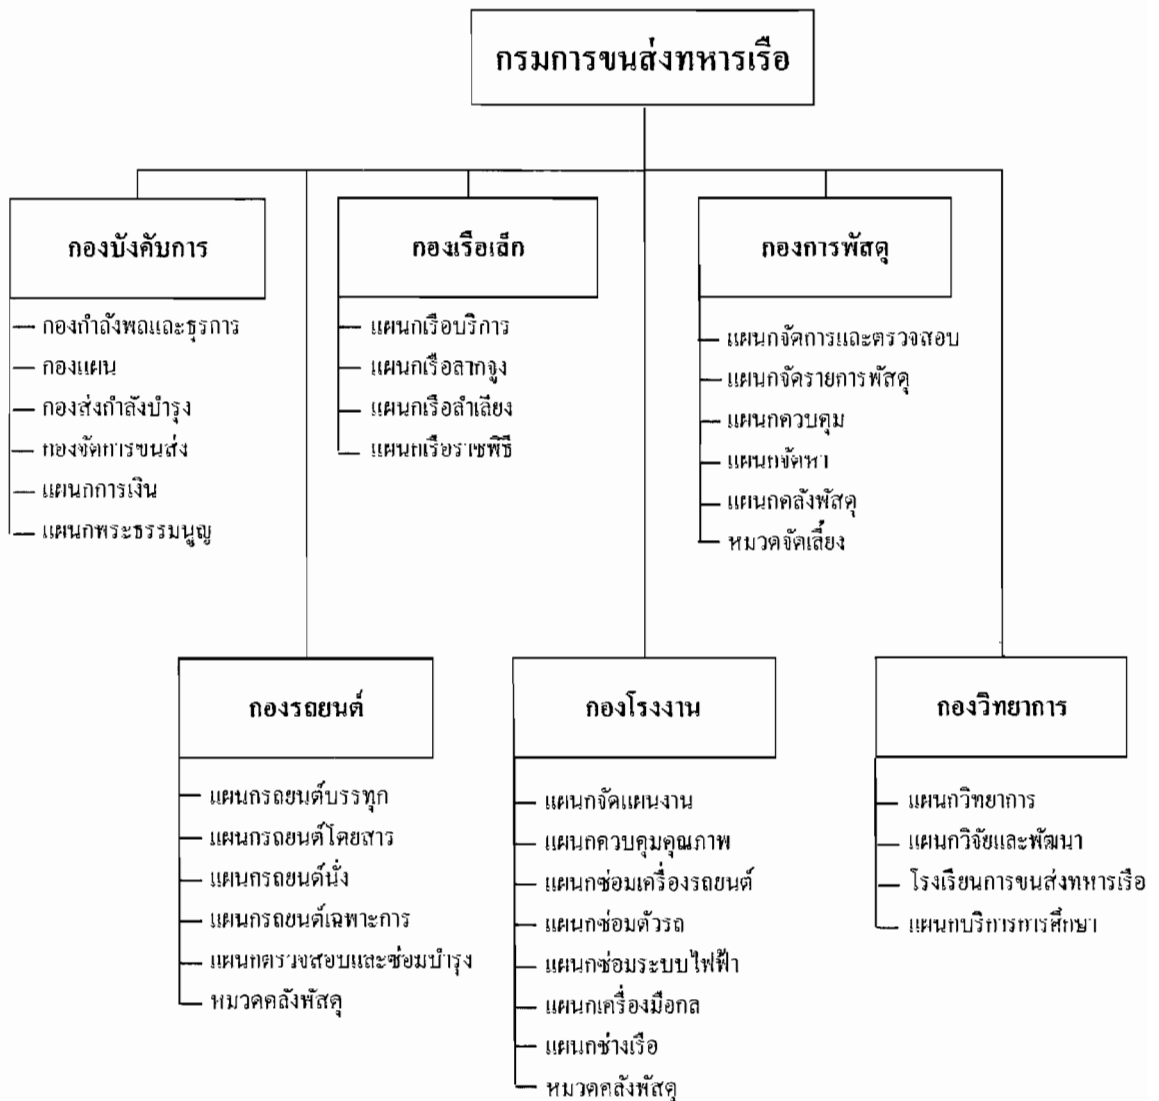 กรมการขนส่งทหารเรือ
กองบังคับการ
กองกำลังพลและธุรการ
กองแผน
กองส่งกำลังบำรุง
กองจัดการขนส่ง
แผนกการเงิน
แผนกพระธรรมนูญ
กองเรือเล็ก
แผนกเรือบริการ
แผนกเรือลากจูง
แผนกเรือลำเลียง
แผนกเรือราชพิธี
กองการพัสดุ
แผนกจัดการและตรวจสอบ
แผนกจัดรายการพัสดุ
แผนกควบคุม
แผนกจัดหา
แผนกคลังพัสดุ
หมวดจัดเลี้ยง
กองรถยนต์
แผนกรถยนต์บรรทุก
แผนกรถยนต์โดยสาร
แผนกรถยนต์นั่ง
แผนกรถยนต์เฉพาะการ
แผนกตรวจสอบและซ่อมบำรุง
หมวดคลังพัสดุ
กองโรงงาน
แผนกจัดแผนงาน
แผนกควบคุมคุณภาพ
แผนกซ่อมเครื่องรถยนต์
แผนกซ่อมตัวรถ
แผนกซ่อมระบบไฟฟ้า
แผนกเครื่องมือกล
แผนกช่างเรือ
หมวดคลังพัสดุ
กองวิทยาการ
แผนกวิทยาการ
แผนกวิจัยและพัฒนา
โรงเรียนการขนส่งทหารเรือ
แผนกบริการการศึกษา